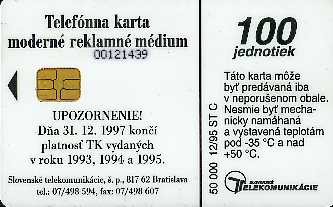 Telefónna karta
moderné reklamné médium
00121439
UPOZORNENIE!
Dňa 31. 12. 1997 končí
platnosť TK vydaných
v roku 1993, 1994 a 1995.
Slovenské telekomunikácie, š. p., 817 62 Bratislava
tel.: 07/498 594, fax: 07/498 607
50 000 12/95 ST C
100
jednotiek
Táto karta môže
byť predávaná iba
v neporušenom obale.
Nesmie byť mecha-
nicky namáhaná
a vystavená teplotám
pod -35 °C a nad
+50 °C.
SLOVENSKÉ
TELEKOMUNIKÁCIE